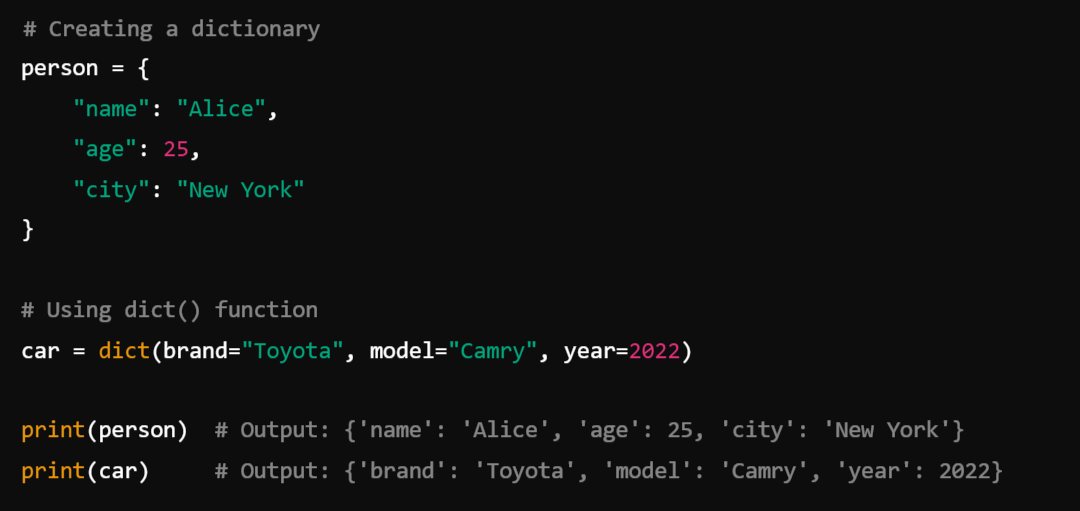 # Creating a dictionary
person = {
    "name": "Alice",
    "age": 25,
    "city": "New York"
}

# Using dict() function
car = dict(brand="Toyota", model="Camry", year=2022)

print(person)  # Output: {'name': 'Alice', 'age': 25, 'city': 'New York'}
print(car)     # Output: {'brand': 'Toyota', 'model': 'Camry', 'year': 2022}